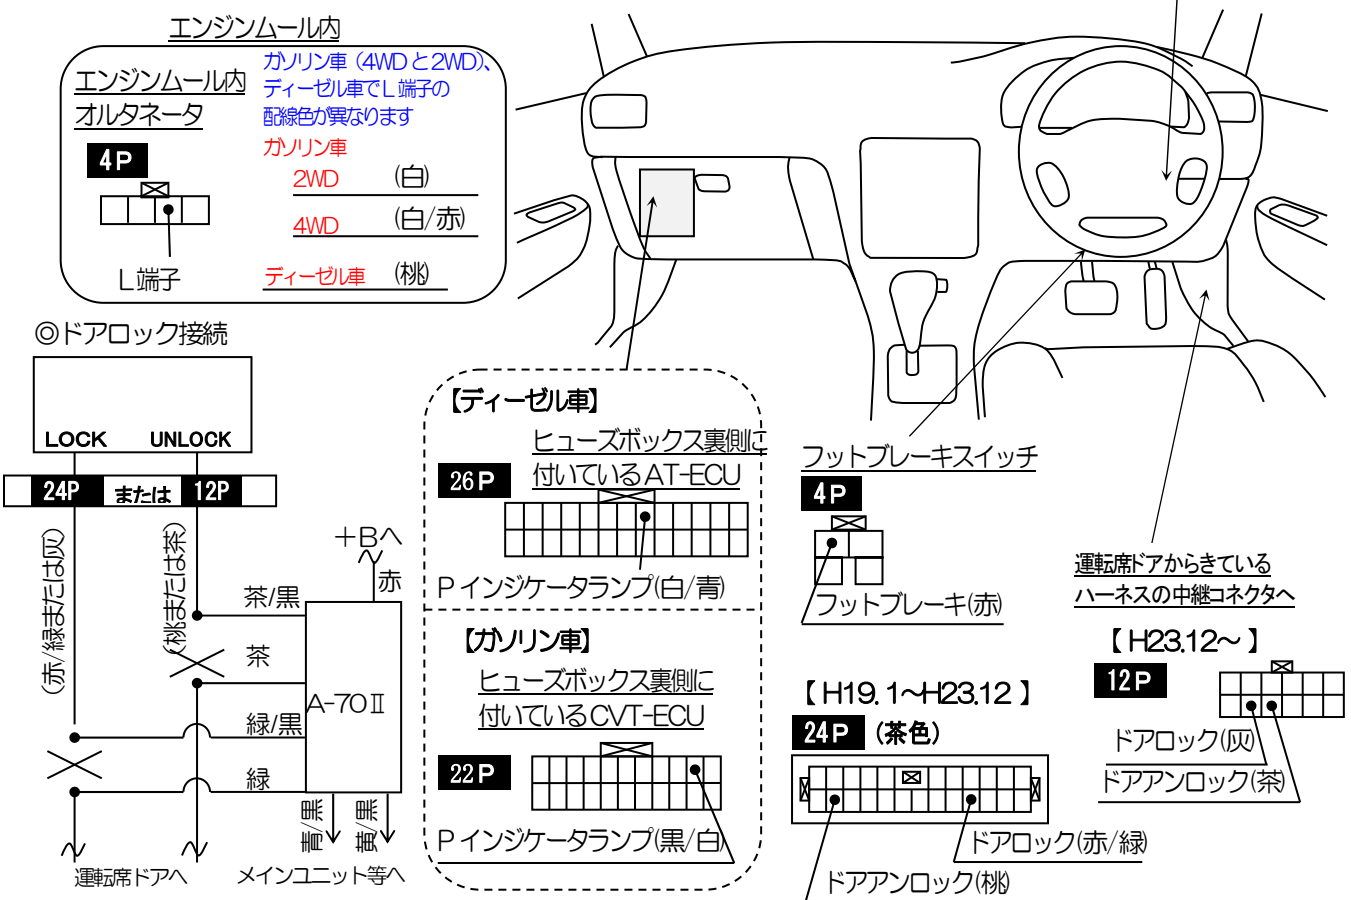 エンジンムール内
エンジンムール内
オルタネータ
4P
L端子
ガソリン車（4WDと2WD）、
ディーゼル車でL端子の
配線色が異なります
ガソリン車
2WD (白)
4WD (白/赤)
ディーゼル車 (桃)
◎ドアロック接続
LOCK UNLOCK
24P または 12P
(赤/緑または灰)
(桃または茶)
＋Bへ
赤
茶/黒
茶
A-70Ⅱ
緑/黒
緑
青/黒
黄/黒
運転席ドアへ
メインユニット等へ
【ディーゼル車】
ヒューズボックス裏側に
付いているAT-ECU
26P
Pインジケータランプ(白/青)
【ガソリン車】
ヒューズボックス裏側に
付いているCVT-ECU
22P
Pインジケータランプ(黒/白)
フットブレーキスイッチ
4P
フットブレーキ(赤)
運転席ドアからきている
ハーネスの中継コネクタへ
【H23.12～】
12P
ドアロック(灰)
ドアアンロック(茶)
【H19.1～H23.12】
24P (茶色)
ドアロック(赤/緑)
ドアアンロック(桃)